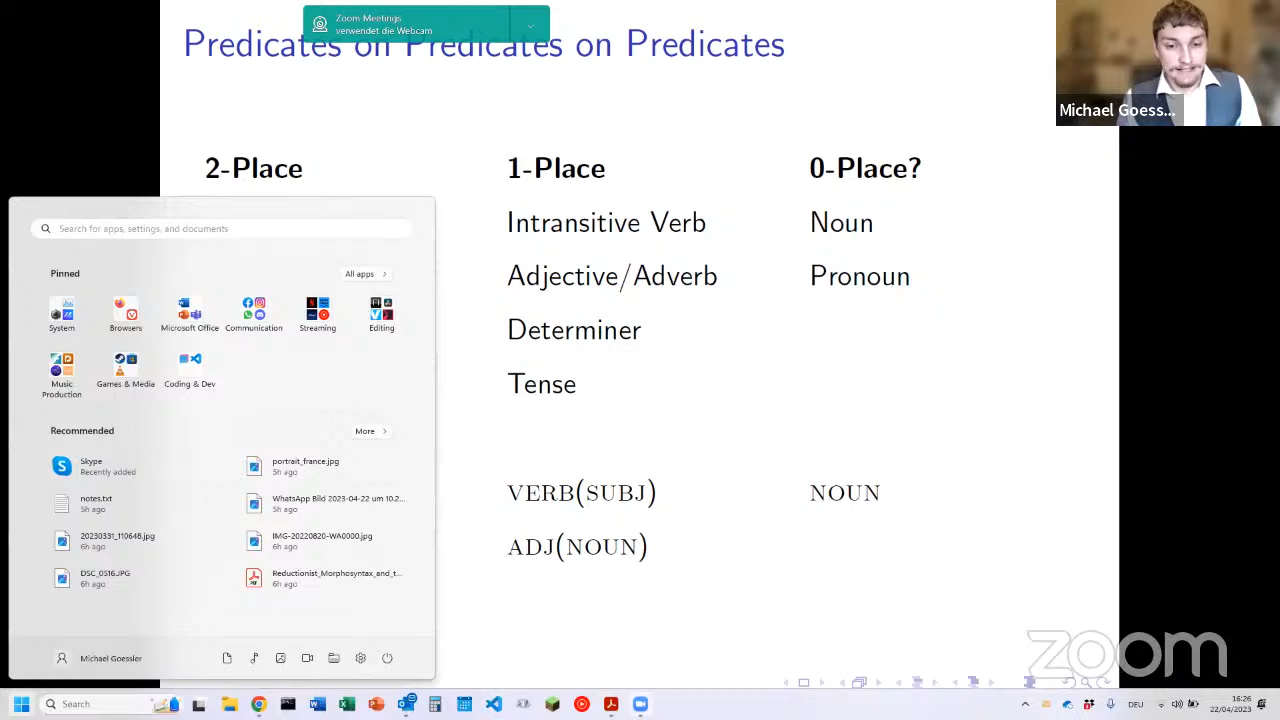 Zoom Meetings
verwendet die Webcam
Predicates on Predicates on Predicates
Michael Goess...
2-Place
1-Place
0-Place?
Intransitive Verb
Noun
Adjective/Adverb
Pronoun
Determiner
Tense
VERB(SUBJ)
NOUN
ADJ(NOUN)
Search for apps, settings, and documents
Pinned
All apps
System
Browsers
Microsoft Office
Communication
Streaming
Editing
Music
Production
Games & Media
Coding & Dev
Recommended
More
Skype
Recently added
portrait_france.jpg
5h ago
notes.txt
5h ago
WhatsApp Bild 2023-04-22 um 10.2...
5h ago
20230331_110648.jpg
6h ago
IMG-20220820-WA0000.jpg
6h ago
DSC_0516.JPG
6h ago
Reductionist_Morphosyntax_and_t...
6h ago
Michael Goessler
zoom
Search
DEU
16:26
22/04/2023